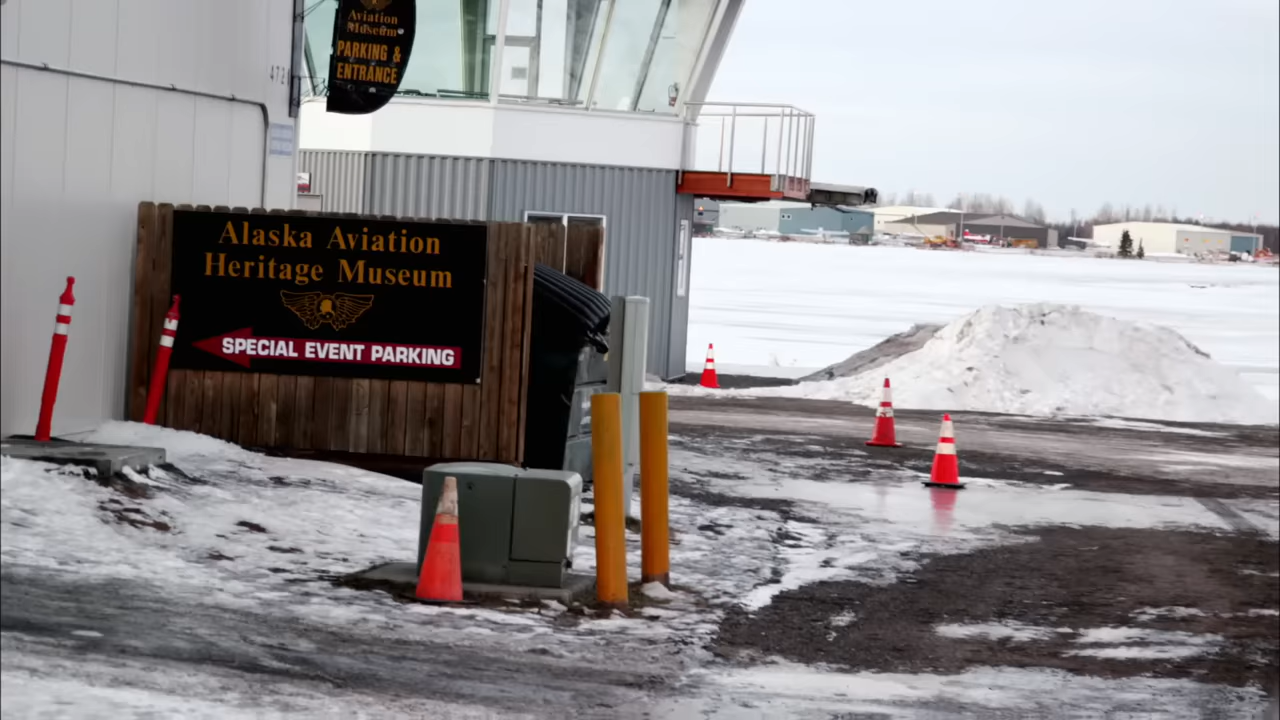 Aviation
Museum
PARKING &
ENTRANCE
Alaska Aviation
Heritage Museum
SPECIAL EVENT PARKING